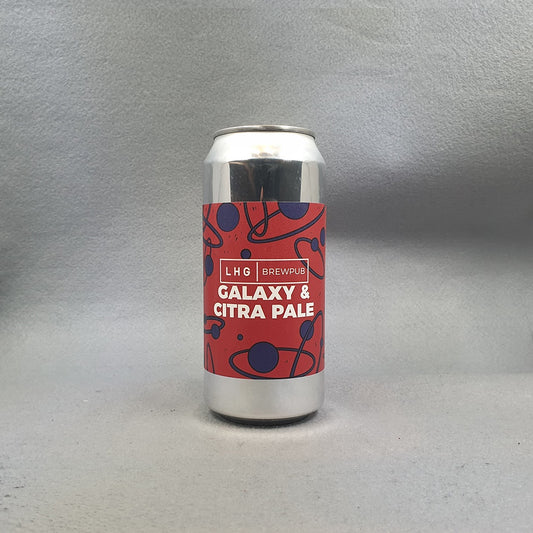 LHG | BREWPUB
GALAXY &
CITRA PALE